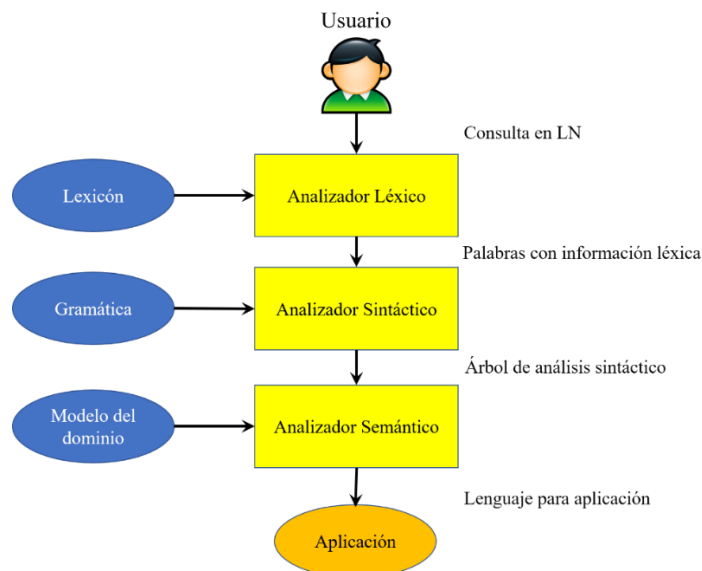 Usuario
Consulta en LN
Lexicón
Analizador Léxico
Palabras con información léxica
Gramática
Analizador Sintáctico
Árbol de análisis sintáctico
Modelo del
dominio
Analizador Semántico
Lenguaje para aplicación
Aplicación